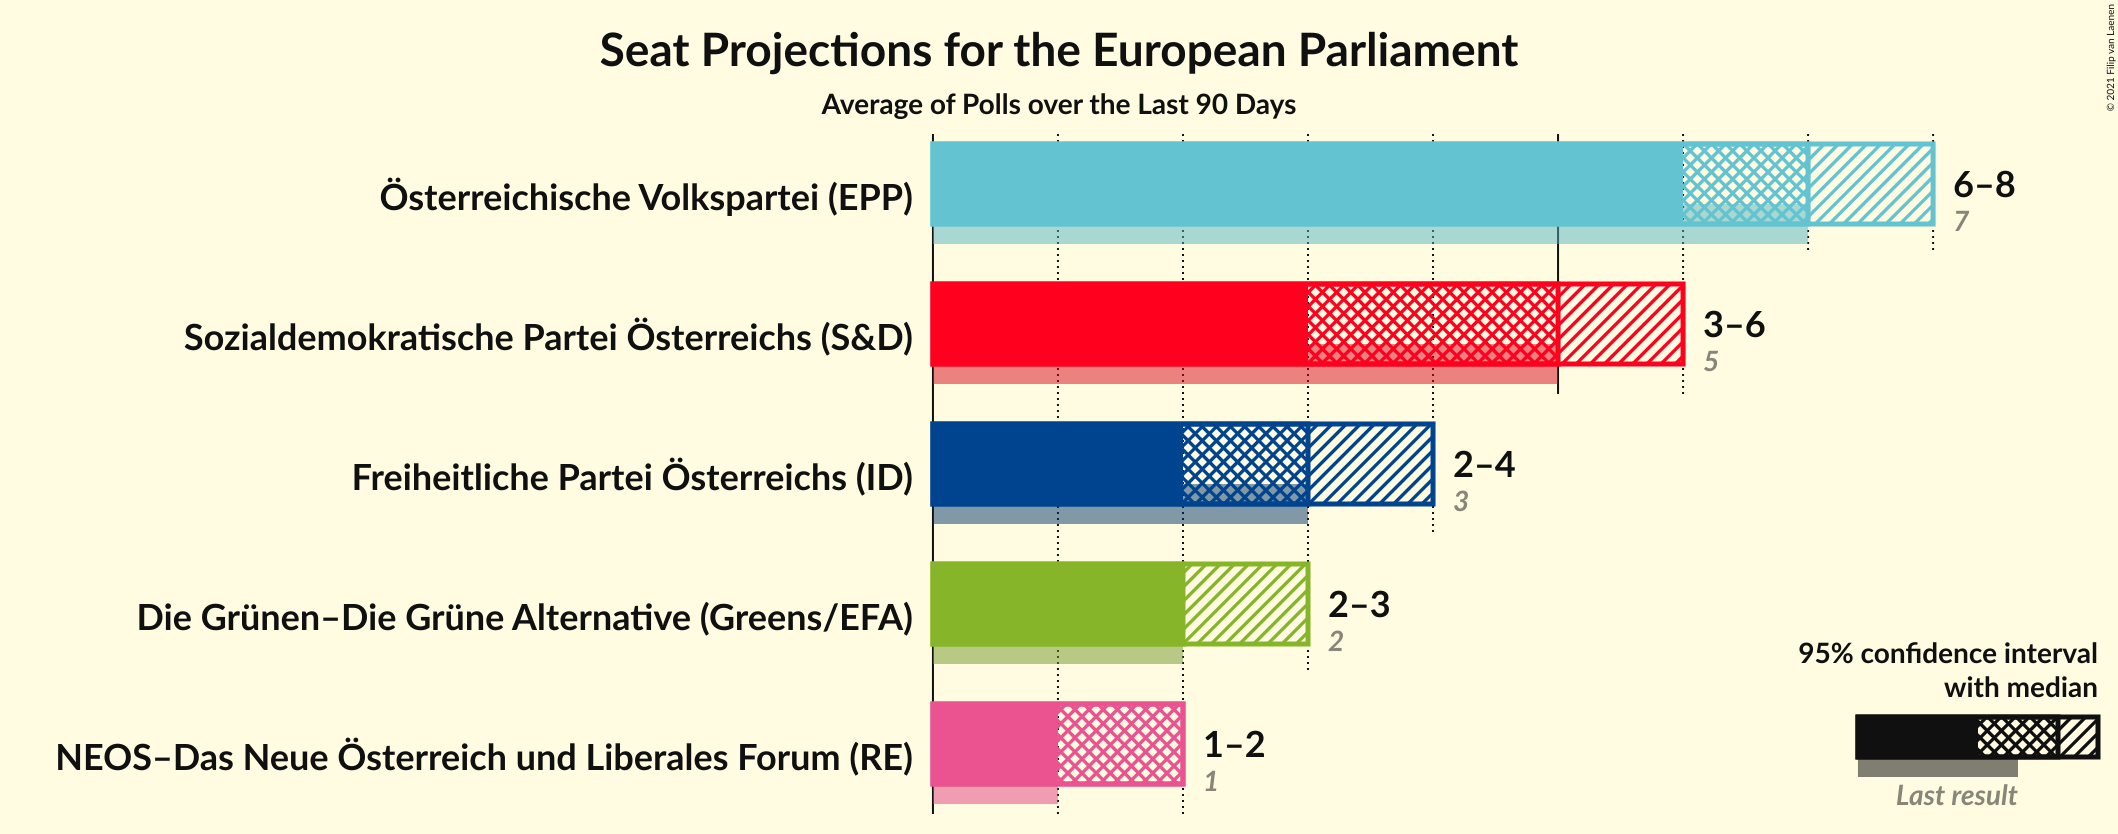 Seat Projections for the European Parliament
Average of Polls over the Last 90 Days
© 2021 Filip van Laenen
Österreichische Volkspartei (EPP)
6–8
7
Sozialdemokratische Partei Österreichs (S&D)
3–6
5
Freiheitliche Partei Österreichs (ID)
2–4
3
Die Grünen–Die Grüne Alternative (Greens/EFA)
2–3
2
NEOS–Das Neue Österreich und Liberales Forum (RE)
1–2
1
95% confidence interval
with median
Last result